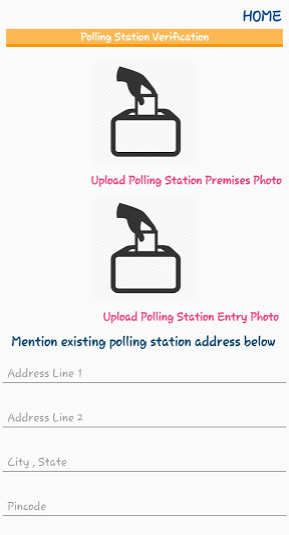 HOME
Polling Station Verification
Upload Polling Station Premises Photo
Upload Polling Station Entry Photo
Mention existing polling station address below
Address Line 1
Address Line 2
City , State
Pincode